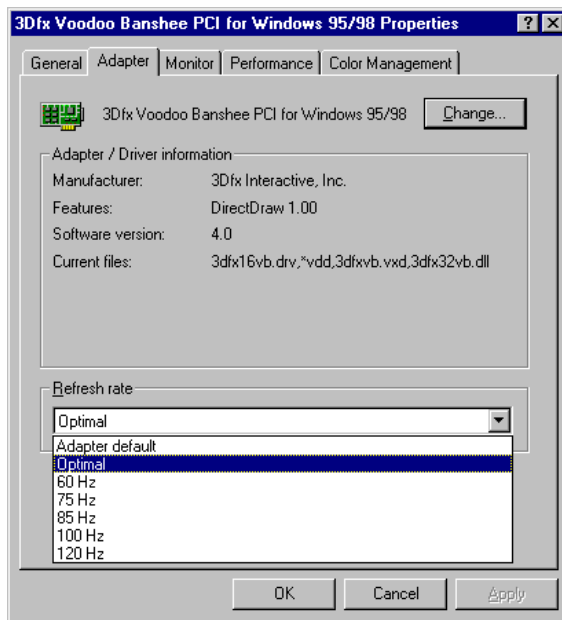 3Dfx Voodoo Banshee PCI for Windows 95/98 Properties
General Adapter Monitor Performance Color Management
3Dfx Voodoo Banshee PCI for Windows 95/98 Change...
Adapter / Driver information
Manufacturer: 3Dfx Interactive, Inc.
Features: DirectDraw 1.00
Software version: 4.0
Current files: 3dfx16vb.drv,*vdd,3dfxvb.vxd,3dfx32vb.dll
Refresh rate
Optimal
Adapter default
Optimal
60 Hz
75 Hz
85 Hz
100 Hz
120 Hz
OK Cancel Apply